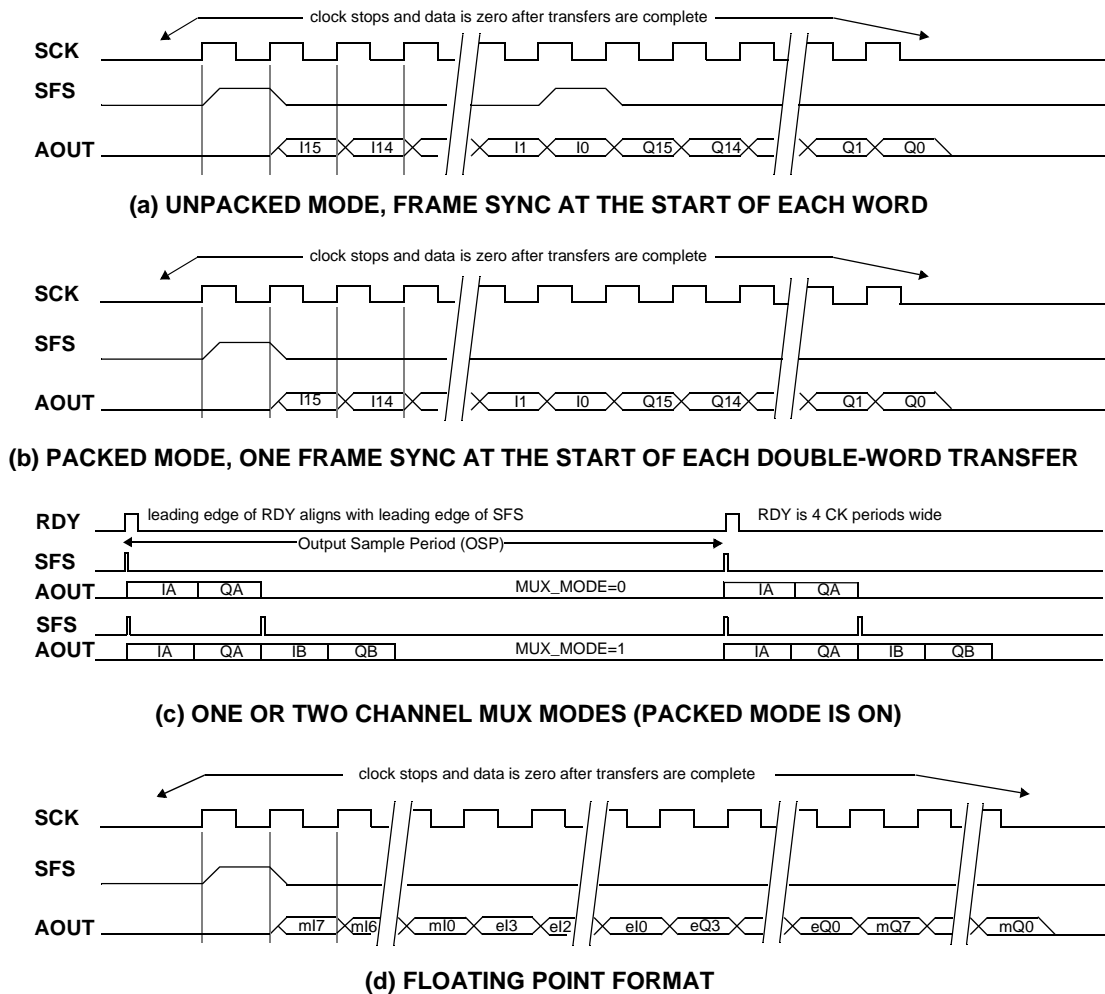 clock stops and data is zero after transfers are complete
SCK
SFS
AOUT I15 I14 I1 I0 Q15 Q14 Q1 Q0
(a) UNPACKED MODE, FRAME SYNC AT THE START OF EACH WORD
clock stops and data is zero after transfers are complete
SCK
SFS
AOUT I15 I14 I1 I0 Q15 Q14 Q1 Q0
(b) PACKED MODE, ONE FRAME SYNC AT THE START OF EACH DOUBLE-WORD TRANSFER
RDY leading edge of RDY aligns with leading edge of SFS RDY is 4 CK periods wide
Output Sample Period (OSP)
SFS
AOUT IA QA MUX_MODE=0 IA QA
SFS
AOUT IA QA IB QB MUX_MODE=1 IA QA IB QB
(c) ONE OR TWO CHANNEL MUX MODES (PACKED MODE IS ON)
clock stops and data is zero after transfers are complete
SCK
SFS
AOUT mI7 mI6 mI0 eI3 eI2 eI0 eQ3 eQ0 mQ7 mQ0
(d) FLOATING POINT FORMAT